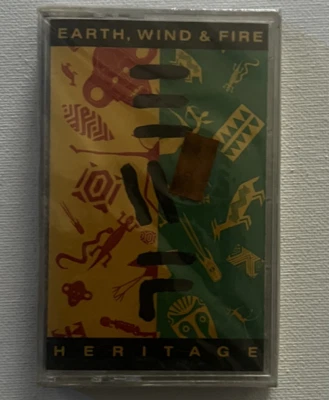 EARTH, WIND & FIRE
HERITAGE